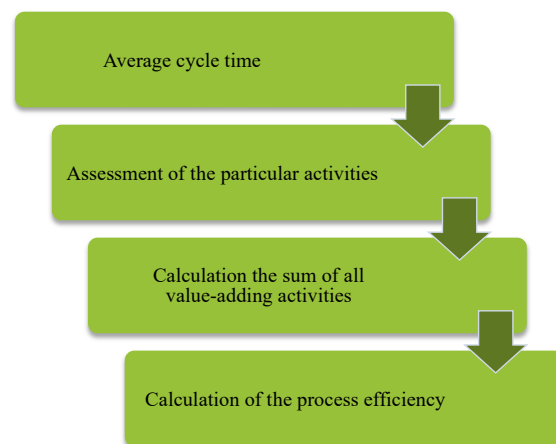 Average cycle time
Assessment of the particular activities
Calculation the sum of all
value-adding activities
Calculation of the process efficiency